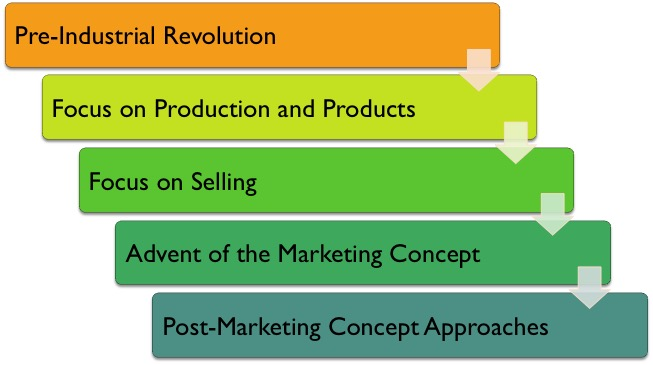 Pre-Industrial Revolution
Focus on Production and Products
Focus on Selling
Advent of the Marketing Concept
Post-Marketing Concept Approaches